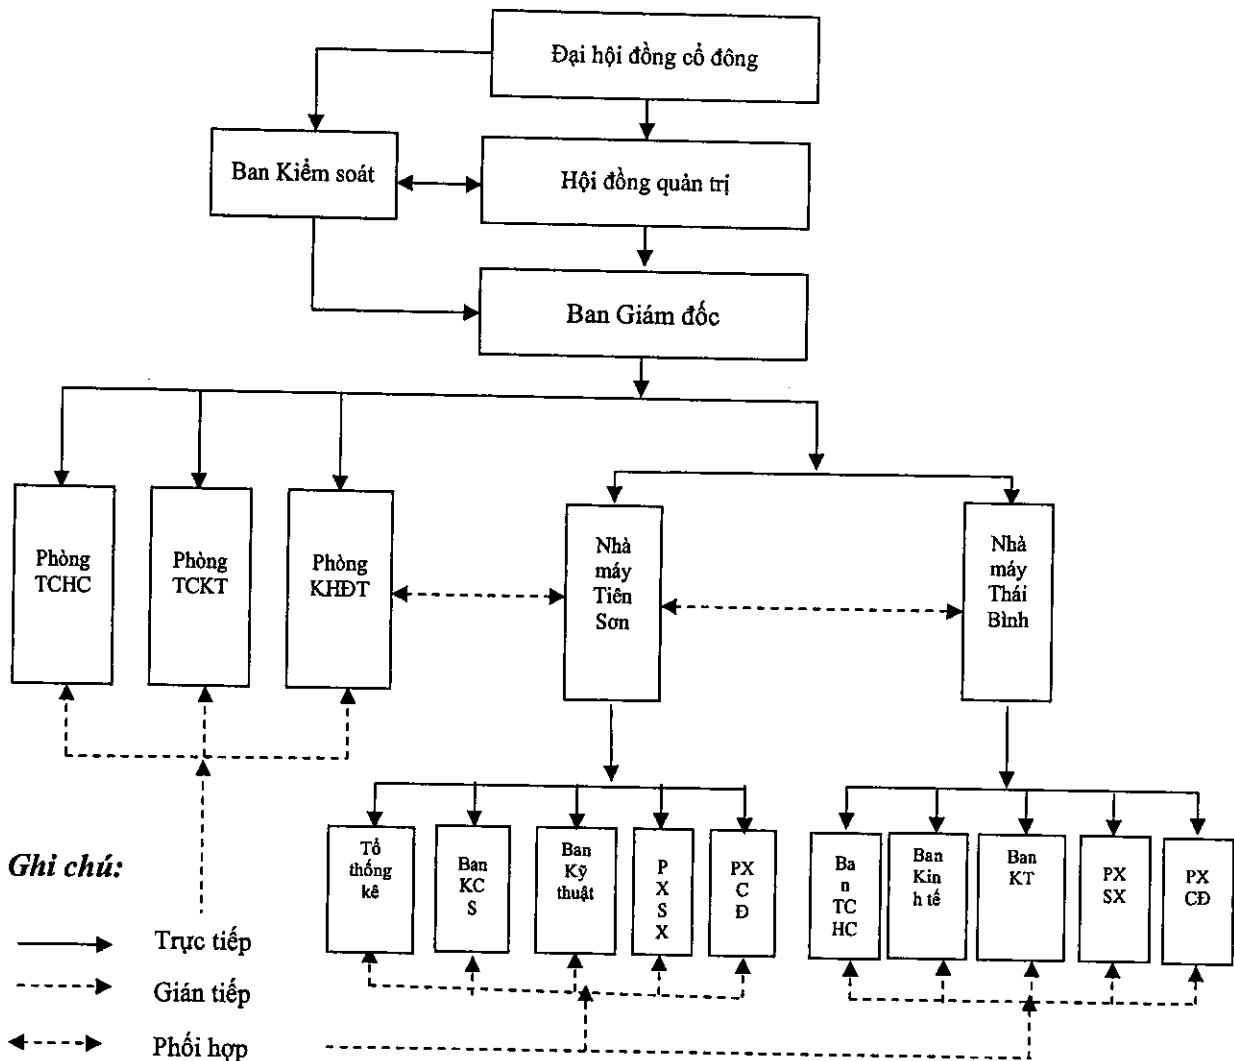 Đại hội đồng cổ đông
Ban Kiểm soát
Hội đồng quản trị
Ban Giám đốc
Phòng
TCHC
Phòng
TCKT
Phòng
KHĐT
Nhà
máy
Tiên
Sơn
Nhà
máy
Thái
Bình
Tổ
thống
kê
Ban
KC
S
Ban
Kỹ
thuật
P
X
S
X
PX
C
Đ
Ba
n
TC
HC
Ban
Kin
h tế
Ban
KT
PX
SX
PX
CĐ
Ghi chú:
Trực tiếp
Gián tiếp
Phối hợp